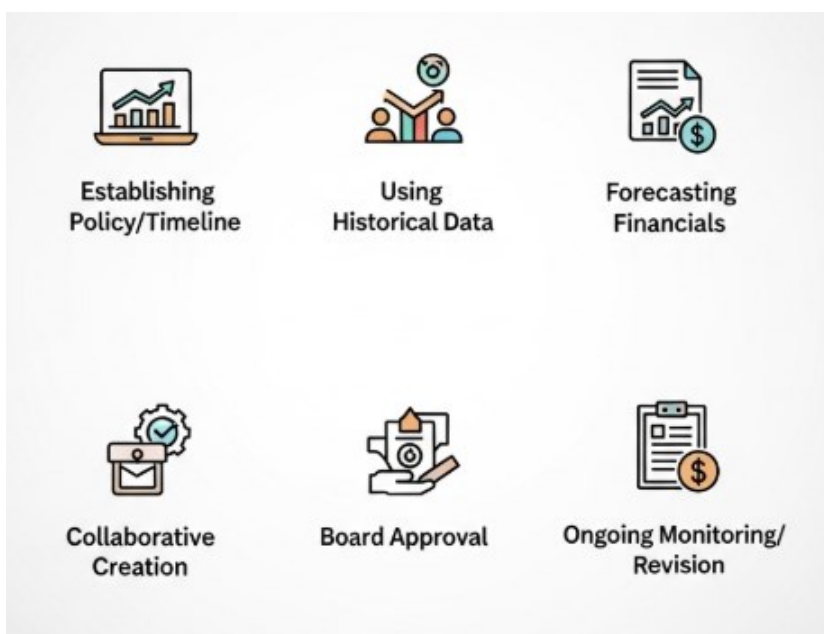 Establishing
Policy/Timeline
Using
Historical Data
Forecasting
Financials
Collaborative
Creation
Board Approval
Ongoing Monitoring/
Revision